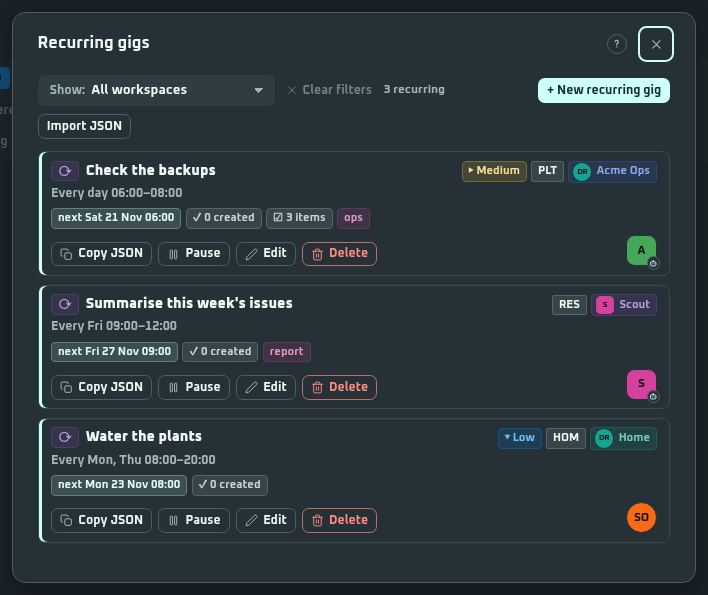 Recurring gigs
?
Show: All workspaces
Clear filters
3 recurring
+ New recurring gig
Import JSON
Check the backups
Medium
PLT
DR
Acme Ops
Every day 06:00–08:00
next Sat 21 Nov 06:00
✓ 0 created
☑ 3 items
ops
Copy JSON
Pause
Edit
Delete
A
Summarise this week's issues
RES
S
Scout
Every Fri 09:00–12:00
next Fri 27 Nov 09:00
✓ 0 created
report
Copy JSON
Pause
Edit
Delete
S
Water the plants
Low
HOM
DR
Home
Every Mon, Thu 08:00–20:00
next Mon 23 Nov 08:00
✓ 0 created
Copy JSON
Pause
Edit
Delete
SO